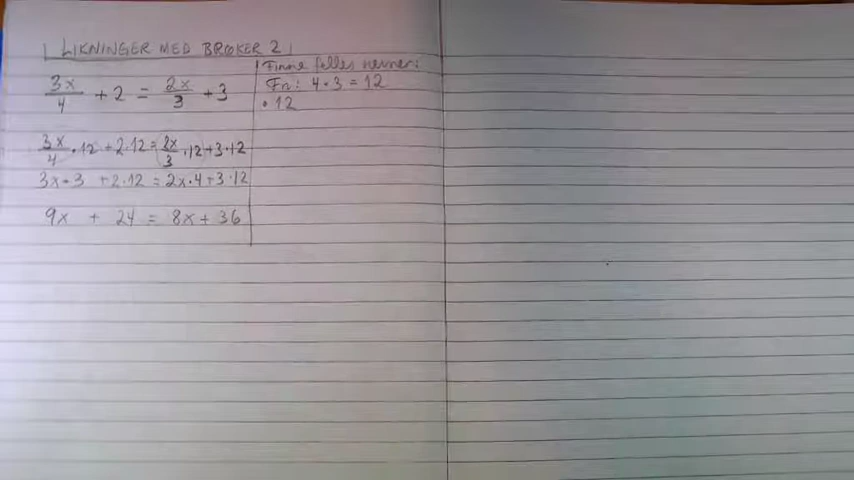 LIKNINGER MED BRØKER 2
3x/4 + 2 = 2x/3 + 3
3x/4 · 12 + 2·12 = 2x/3 · 12 + 3·12
3x·3 + 2·12 = 2x·4 + 3·12
9x + 24 = 8x + 36
Finne felles nevner:
Fn: 4·3 = 12
·12